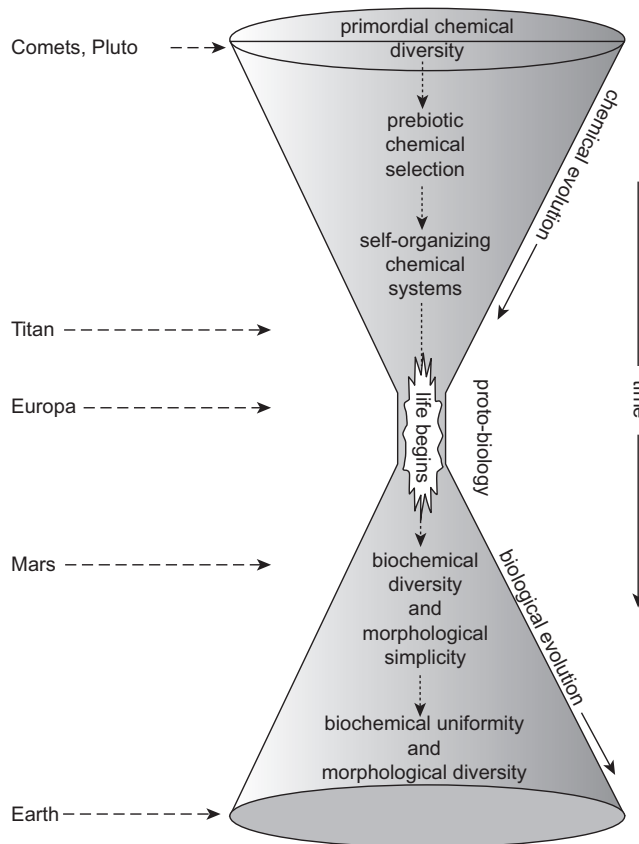 primordial chemical
diversity
Comets, Pluto
prebiotic
chemical
selection
chemical evolution
self-organizing
chemical
systems
Titan
Europa
life begins
proto-biology
time
Mars
biochemical
diversity
and
morphological
simplicity
biological evolution
biochemical uniformity
and
morphological diversity
Earth